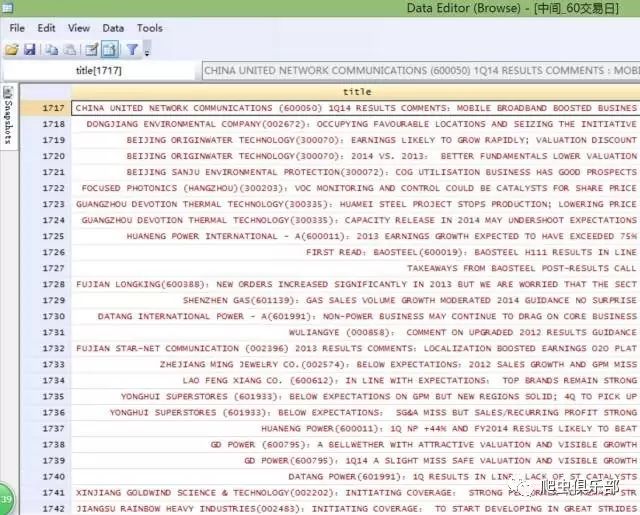 Data Editor (Browse) - [中间_60交易日]
File Edit View Data Tools
title[1717] CHINA UNITED NETWORK COMMUNICATIONS (600050) 1Q14 RESULTS COMMENTS : MOBIL
Snapshots
title
1717 CHINA UNITED NETWORK COMMUNICATIONS (600050) 1Q14 RESULTS COMMENTS: MOBILE BROADBAND BOOSTED BUSINES
1718 DONGJIANG ENVIRONMENTAL COMPANY(002672): OCCUPYING FAVOURABLE LOCATIONS AND SEIZING THE INITIATIVE
1719 BEIJING ORIGINWATER TECHNOLOGY(300070): EARNINGS LIKELY TO GROW RAPIDLY; VALUATION DISCOUNT
1720 BEIJING ORIGINWATER TECHNOLOGY(300070): 2014 VS. 2013: BETTER FUNDAMENTALS LOWER VALUATION
1721 BEIJING SANJU ENVIRONMENTAL PROTECTION(300072): COG UTILISATION BUSINESS HAS GOOD PROSPECTS
1722 FOCUSED PHOTONICS (HANGZHOU)(300203): VOC MONITORING AND CONTROL COULD BE CATALYSTS FOR SHARE PRICE
1723 GUANGZHOU DEVOTION THERMAL TECHNOLOGY(300335): HUAMEI STEEL PROJECT STOPS PRODUCTION; LOWERING PRICE
1724 GUANGZHOU DEVOTION THERMAL TECHNOLOGY(300335): CAPACITY RELEASE IN 2014 MAY UNDERSHOOT EXPECTATIONS
1725 HUANENG POWER INTERNATIONAL - A(600011): 2013 EARNINGS GROWTH EXPECTED TO HAVE EXCEEDED 75%
1726 FIRST READ: BAOSTEEL(600019): BAOSTEEL H111 RESULTS IN LINE
1727 TAKEAWAYS FROM BAOSTEEL POST-RESULTS CALL
1728 FUJIAN LONGKING(600388): NEW ORDERS INCREASED SIGNIFICANTLY IN 2013 BUT WE ARE WORRIED THAT THE SECT
1729 SHENZHEN GAS(601139): GAS SALES VOLUME GROWTH MODERATED 2014 GUIDANCE NO SURPRISE
1730 DATANG INTERNATIONAL POWER - A(601991): NON-POWER BUSINESS MAY CONTINUE TO DRAG ON CORE BUSINESS
1731 WULIANGYE (000858): COMMENT ON UPGRADED 2012 RESULTS GUIDANCE
1732 FUJIAN STAR-NET COMMUNICATION (002396) 2013 RESULTS COMMENTS: LOCALIZATION BOOSTED EARNINGS O2O PLAT
1733 ZHEJIANG MING JEWELRY CO.(002574): BELOW EXPECTATIONS: 2012 SALES GROWTH AND GPM MISS
1734 LAO FENG XIANG CO. (600612): IN LINE WITH EXPECTATIONS: TOP BRANDS REMAIN STRONG
1735 YONGHUI SUPERSTORES (601933): BELOW EXPECTATIONS ON GPM BUT NEW REGIONS SOLID; 4Q TO PICK UP
1736 YONGHUI SUPERSTORES (601933): BELOW EXPECTATIONS: SG&A MISS BUT SALES/RECURRING PROFIT STRONG
1737 HUANENG POWER(600011): 1Q NP +44% AND FY2014 RESULTS LIKELY TO BEAT
1738 GD POWER (600795): A BELLWETHER WITH ATTRACTIVE VALUATION AND VISIBLE GROWTH
1739 GD POWER (600795): 1Q14 A SLIGHT MISS SAFE VALUATION AND VISIBLE GROWTH
1740 DATANG POWER(601991): 1Q RESULTS IN LINE, LACK OF ST CATALYSTS
1741 XINJIANG GOLDWIND SCIENCE & TECHNOLOGY(002202): INITIATING COVERAGE: STRONG
1742 JIANGSU RAINBOW HEAVY INDUSTRIES(002483): INITIATING COVERAGE: TO START DEVELOPING IN GREAT STRIDES
39
爬虫俱乐部